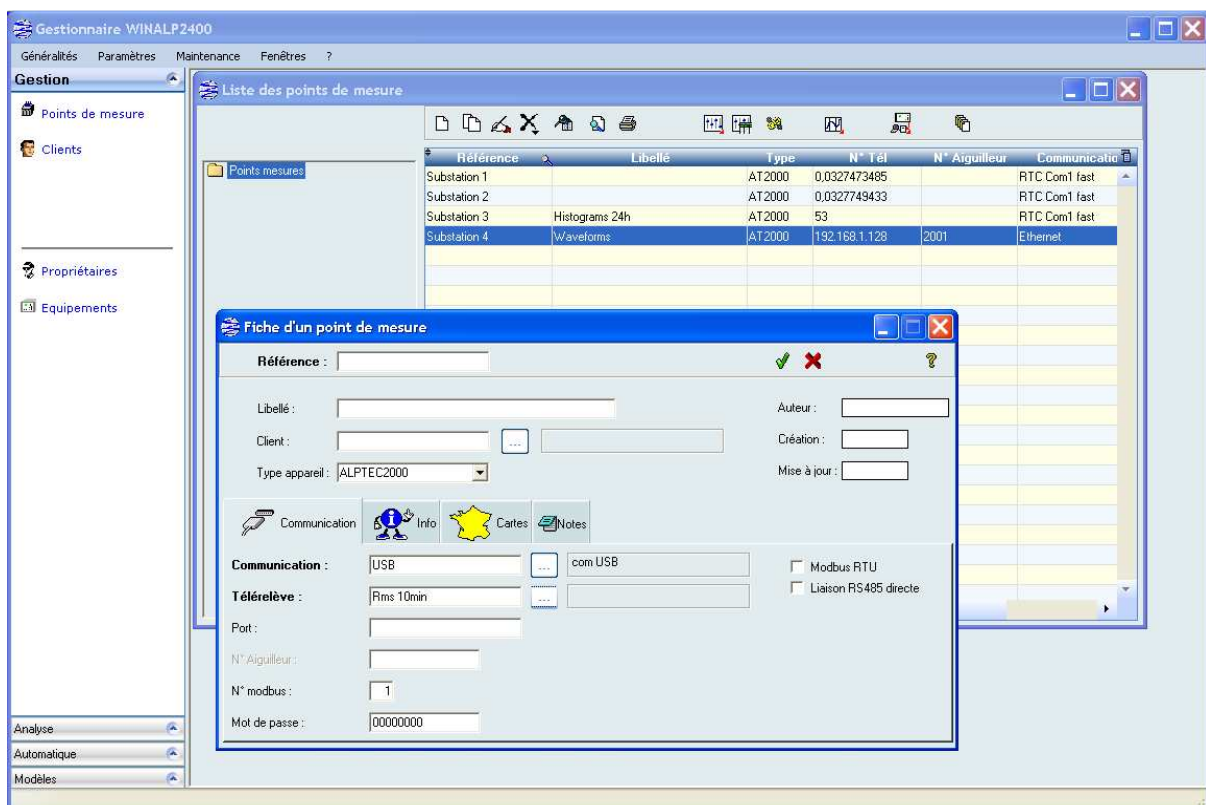 Gestionnaire WINALP2400
Généralités Paramètres Maintenance Fenêtres ?
Gestion
Points de mesure
Clients
Propriétaires
Equipements
Analyse
Automatique
Modèles
Liste des points de mesure
Points mesures
Référence Libellé Type N° Tél N° Aiguilleur Communicatio
Substation 1 AT2000 0,0327473485 RTC Com1 fast
Substation 2 AT2000 0,0327749433 RTC Com1 fast
Substation 3 Histograms 24h AT2000 53 RTC Com1 fast
Substation 4 Waveforms AT2000 192.168.1.128 2001 Ethernet
Fiche d'un point de mesure
Référence :
Libellé : Auteur :
Client : ... Création :
Type appareil : ALPTEC2000 Mise à jour :
Communication Info Cartes Notes
Communication : USB ... com USB Modbus RTU
Télérelève : Rms 10min ... Liaison RS485 directe
Port :
N° Aiguilleur :
N° modbus : 1
Mot de passe : 00000000